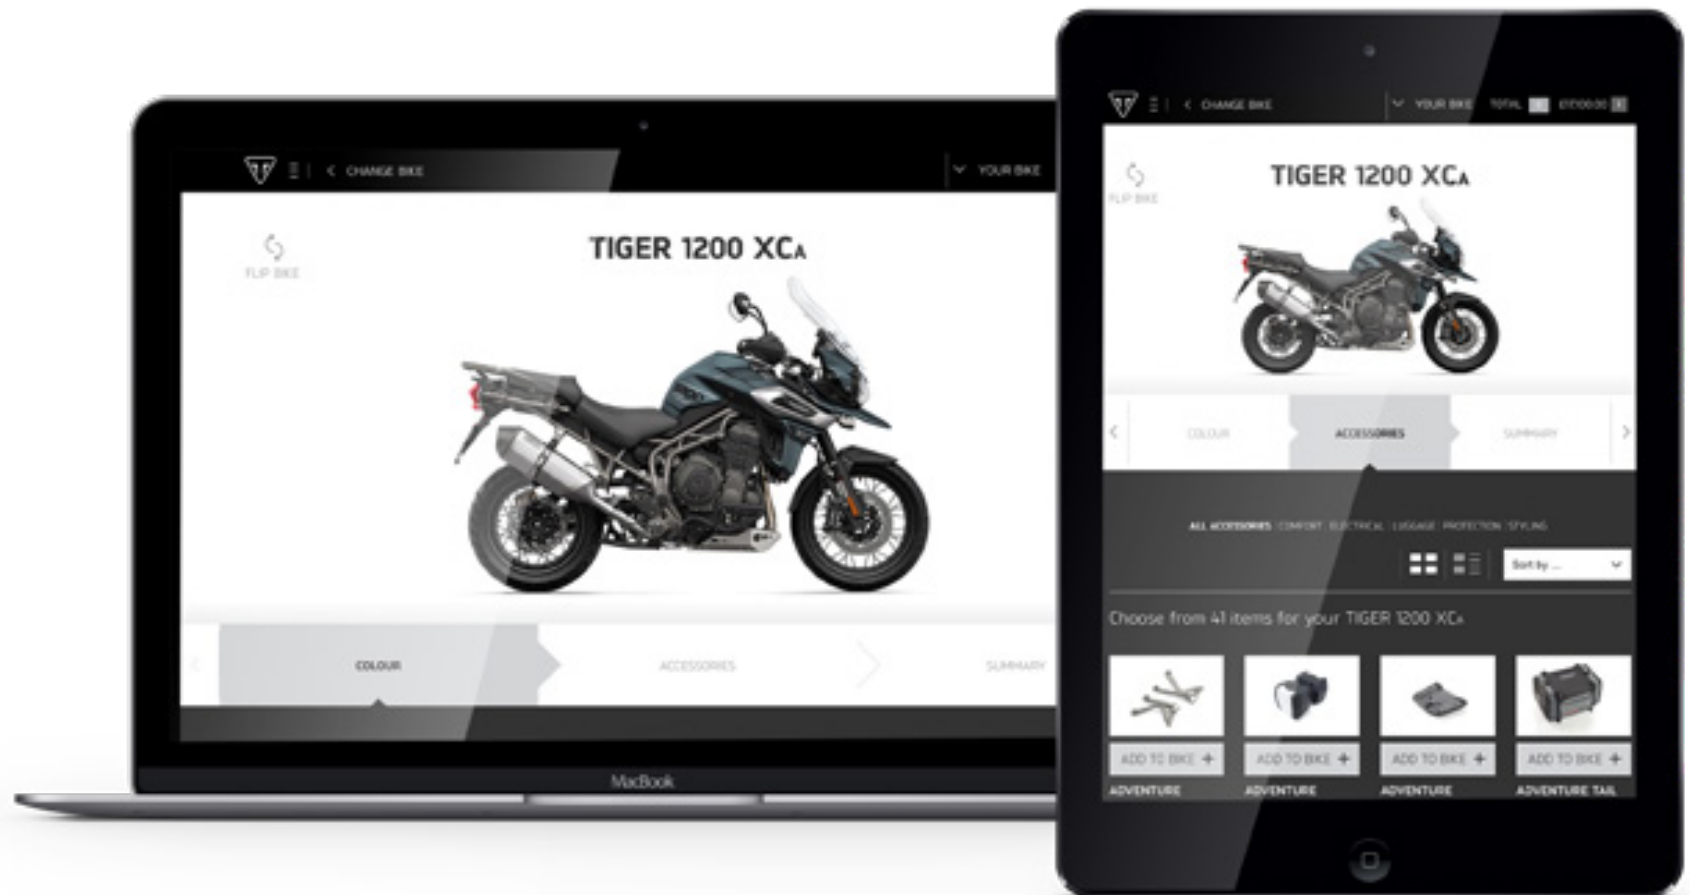 CHANGE BIKE
YOUR BIKE
FLIP BIKE
TIGER 1200 XCA
COLOUR
ACCESSORIES
SUMMARY
MacBook
CHANGE BIKE
YOUR BIKE
TOTAL
FLIP BIKE
TIGER 1200 XCA
COLOUR
ACCESSORIES
SUMMARY
ALL ACCESSORIES COMFORT ELECTRICAL LUGGAGE PROTECTION STYLING
Sort by ...
Choose from 41 items for your TIGER 1200 XCA
ADD TO BIKE +
ADD TO BIKE +
ADD TO BIKE +
ADD TO BIKE +
ADVENTURE
ADVENTURE
ADVENTURE
ADVENTURE TAIL